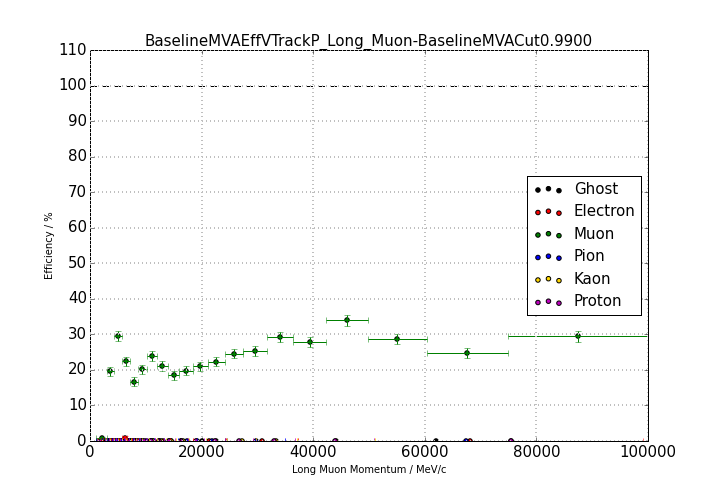 BaselineMVAEffVTrackP_Long_Muon-BaselineMVACut0.9900
110
100
90
80
70
60
50
40
30
20
10
0
Efficiency / %
Ghost
Electron
Muon
Pion
Kaon
Proton
0 20000 40000 60000 80000 100000
Long Muon Momentum / MeV/c